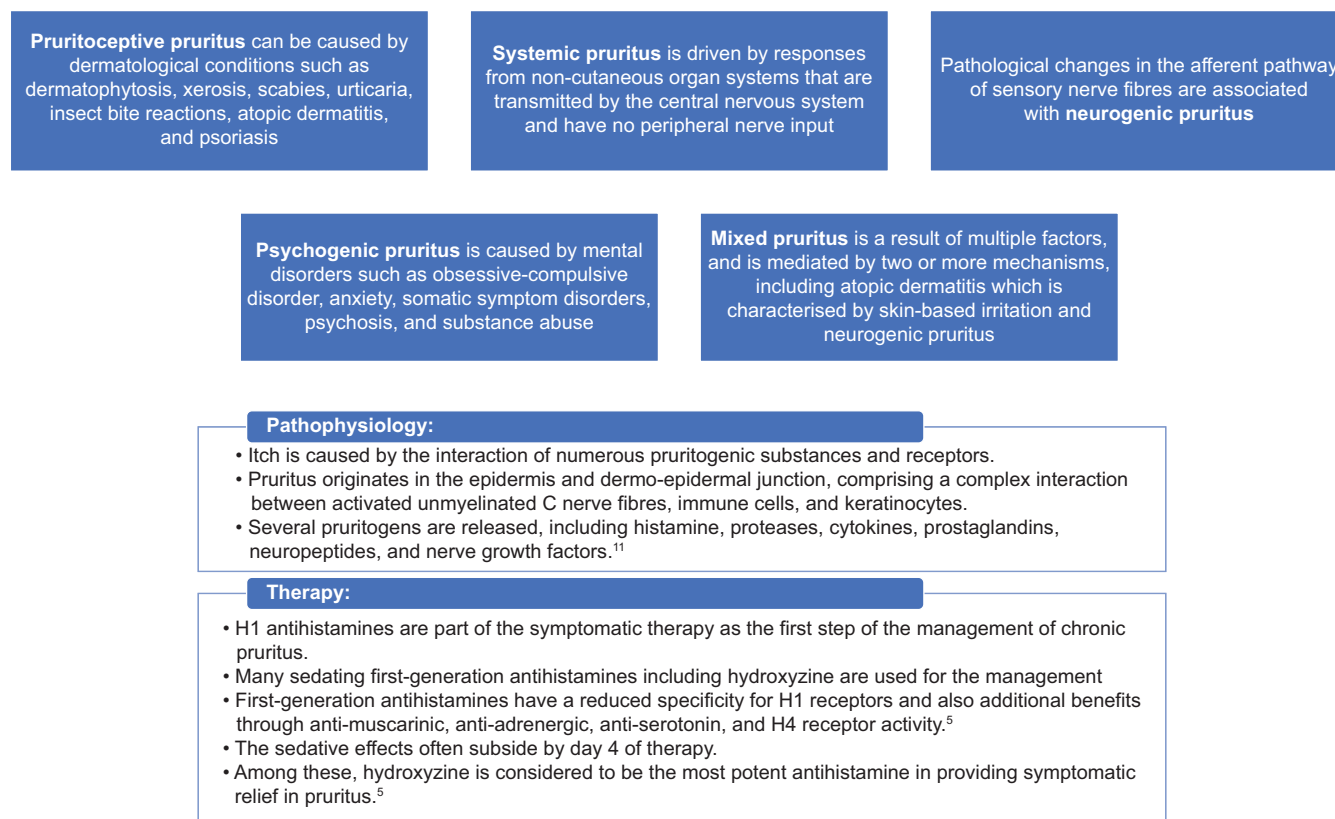 Pruritoceptive pruritus can be caused by
dermatological conditions such as
dermatophytosis, xerosis, scabies, urticaria,
insect bite reactions, atopic dermatitis,
and psoriasis
Systemic pruritus is driven by responses
from non-cutaneous organ systems that are
transmitted by the central nervous system
and have no peripheral nerve input
Pathological changes in the afferent pathway
of sensory nerve fibres are associated
with neurogenic pruritus
Psychogenic pruritus is caused by mental
disorders such as obsessive-compulsive
disorder, anxiety, somatic symptom disorders,
psychosis, and substance abuse
Mixed pruritus is a result of multiple factors,
and is mediated by two or more mechanisms,
including atopic dermatitis which is
characterised by skin-based irritation and
neurogenic pruritus
Pathophysiology:
• Itch is caused by the interaction of numerous pruritogenic substances and receptors.
• Pruritus originates in the epidermis and dermo-epidermal junction, comprising a complex interaction
between activated unmyelinated C nerve fibres, immune cells, and keratinocytes.
• Several pruritogens are released, including histamine, proteases, cytokines, prostaglandins,
neuropeptides, and nerve growth factors.11
Therapy:
• H1 antihistamines are part of the symptomatic therapy as the first step of the management of chronic
pruritus.
• Many sedating first-generation antihistamines including hydroxyzine are used for the management
• First-generation antihistamines have a reduced specificity for H1 receptors and also additional benefits
through anti-muscarinic, anti-adrenergic, anti-serotonin, and H4 receptor activity.5
• The sedative effects often subside by day 4 of therapy.
• Among these, hydroxyzine is considered to be the most potent antihistamine in providing symptomatic
relief in pruritus.5